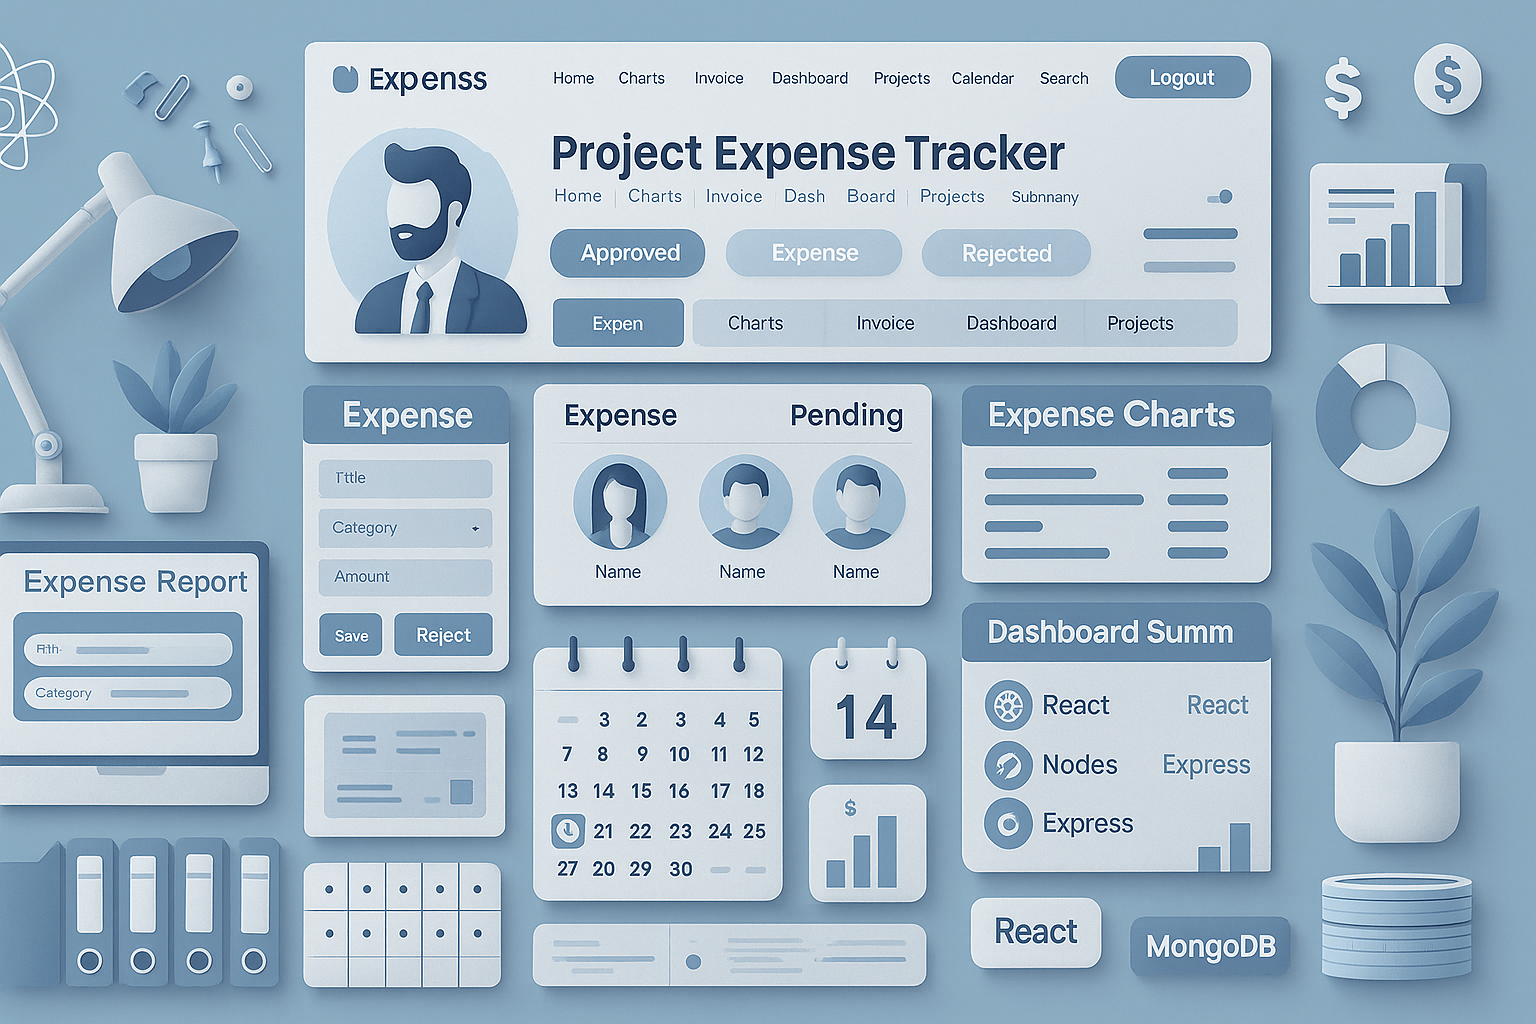 Expenss
Home Charts Invoice Dashboard Projects Calendar Search Logout
Project Expense Tracker
Home Charts Invoice Dash Board Projects Subnnany
Approved Expense Rejected
Expen Charts Invoice Dashboard Projects
$ $
Expense
Tttle
Category
Amount
Save Reject
Expense Pending
Name Name Name
Expense Charts
Expense Report
Category
3 2 3 4 5
7 8 9 10 11 12
13 14 15 16 17 18
21 22 23 24 25
27 20 29 30
14
$
Dashboard Summ
React React
Nodes Express
Express
React
MongoDB